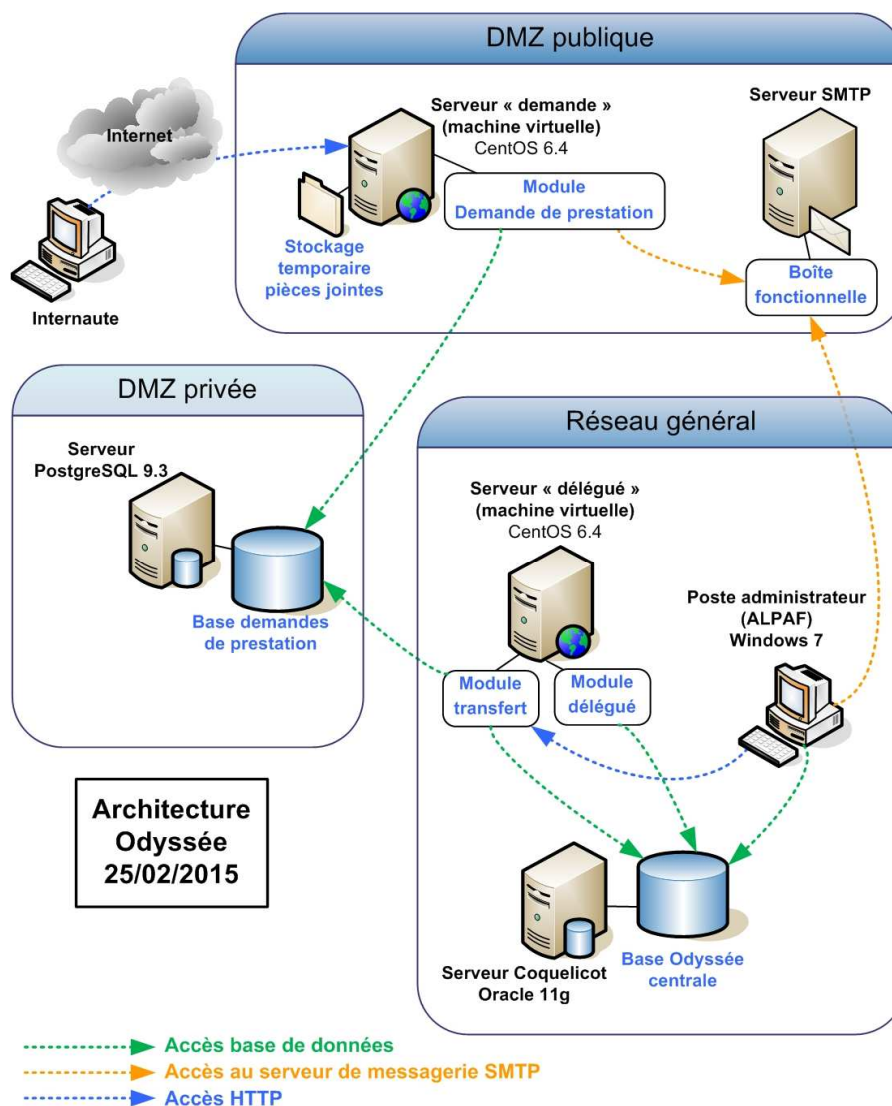 DMZ publique
Serveur « demande »
(machine virtuelle)
CentOS 6.4
Serveur SMTP
Internet
Module
Demande de prestation
Stockage
temporaire
pièces jointes
Boîte
fonctionnelle
Internaute
DMZ privée
Serveur
PostgreSQL 9.3
Base demandes
de prestation
Réseau général
Serveur « délégué »
(machine virtuelle)
CentOS 6.4
Poste administrateur
(ALPAF)
Windows 7
Module
transfert
Module
délégué
Architecture
Odyssée
25/02/2015
Serveur Coquelicot
Oracle 11g
Base Odyssée
centrale
Accès base de données
Accès au serveur de messagerie SMTP
Accès HTTP